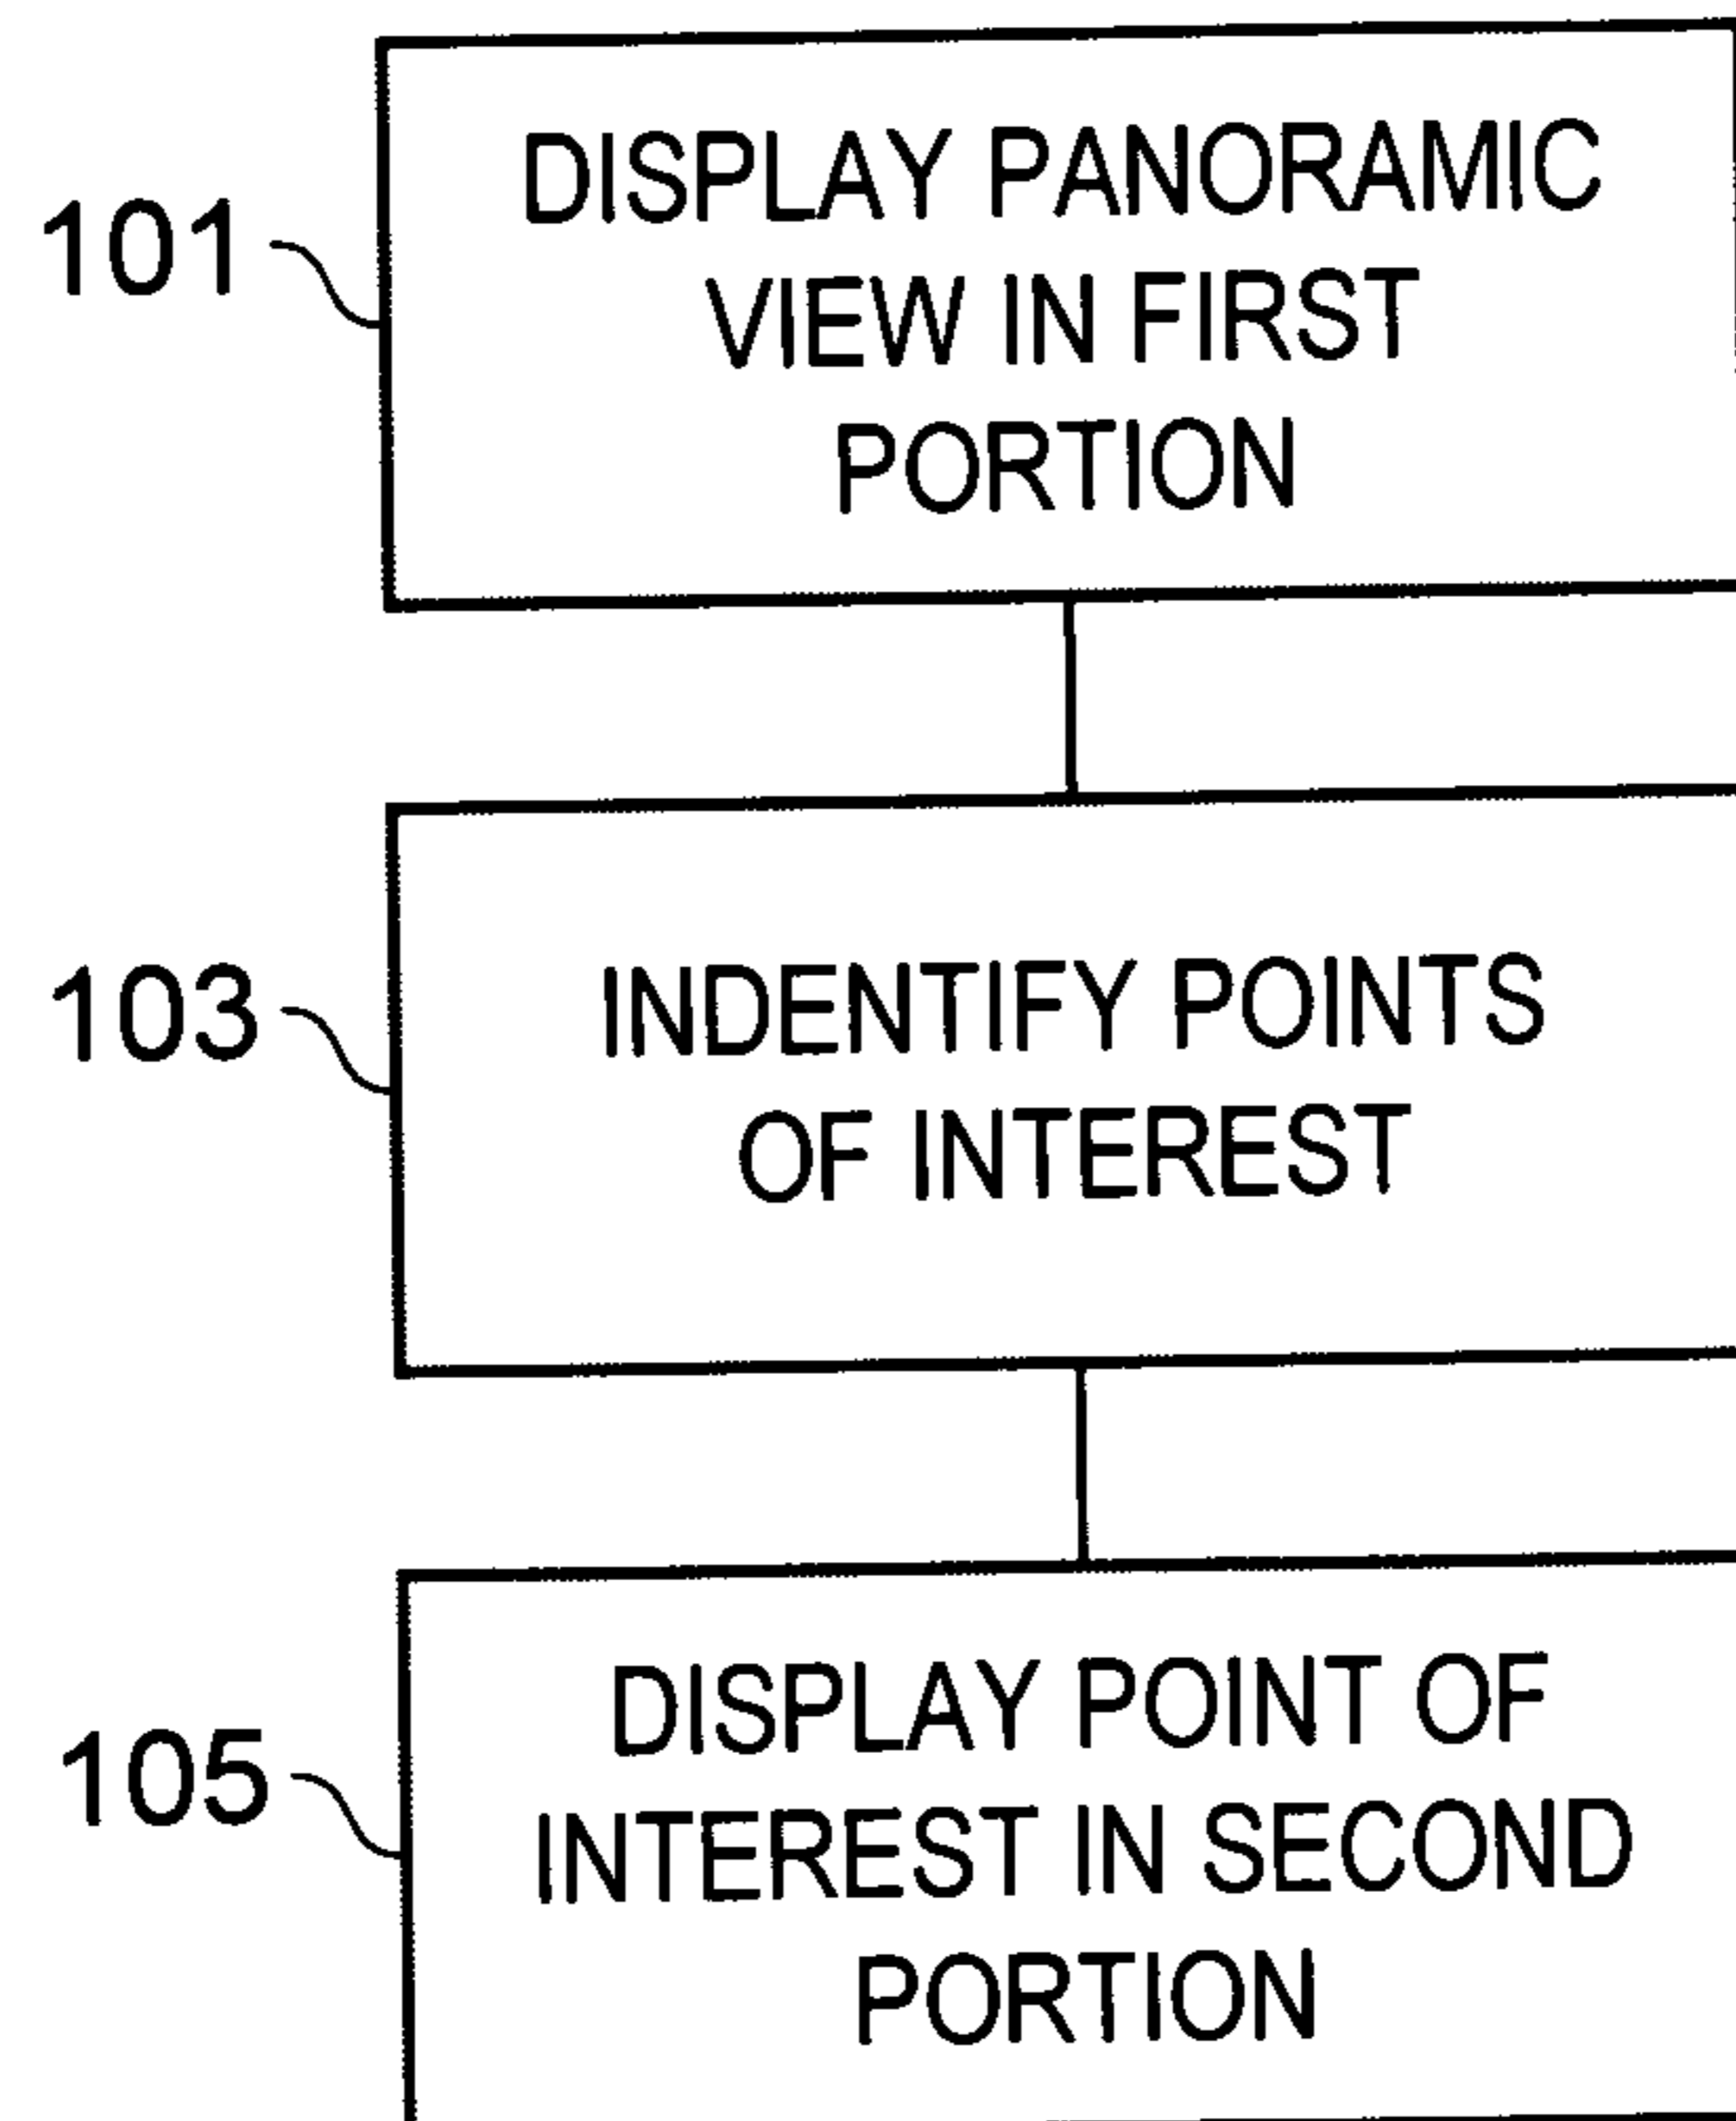 101
DISPLAY PANORAMIC
VIEW IN FIRST
PORTION
103
INDENTIFY POINTS
OF INTEREST
105
DISPLAY POINT OF
INTEREST IN SECOND
PORTION